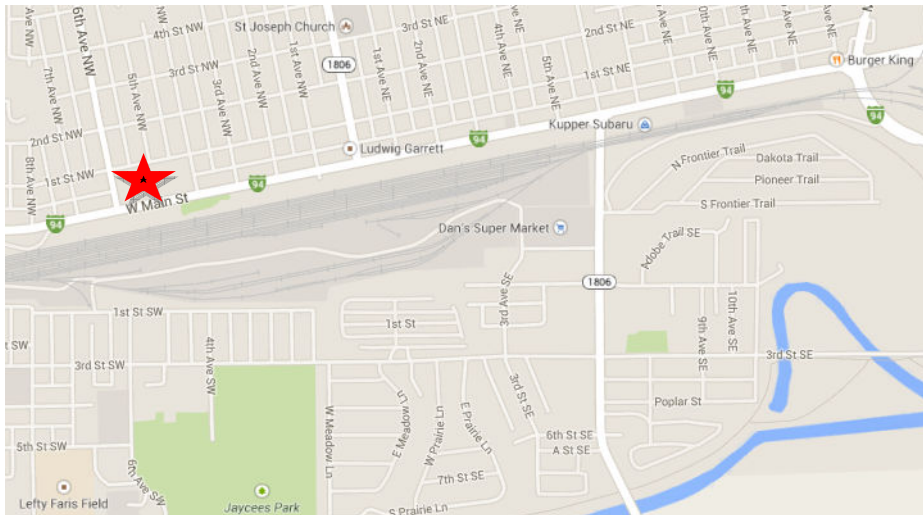 6th Ave NW
4th St NW
St Joseph Church
3rd St NE
7th Ave NW
5th Ave NW
3rd St NW
2nd Ave NW
1st Ave NW
1806
1st Ave NE
2nd Ave NE
4th Ave NE
2nd St NE
Burger King
3rd Ave NW
5th Ave NE
1st St NE
94
94
2nd St NW
Kupper Subaru
94
8th Ave NW
1st St NW
Ludwig Garrett
94
N Frontier Trail
Dakota Trail
Pioneer Trail
W Main St
S Frontier Trail
94
Dan's Super Market
Adobe Trail SE
1806
1st St SW
1st St
3rd Ave SE
9th Ave SE
10th Ave SE
3rd St SW
4th Ave SW
3rd St SE
W Meadow Ln
E Meadow Ln
W Prairie Ln
E Prairie Ln
3rd St SE
Poplar St
5th St SW
6th Ave SW
6th St SE
A St SE
7th St SE
Lefty Faris Field
Jaycees Park
S Prairie Ln